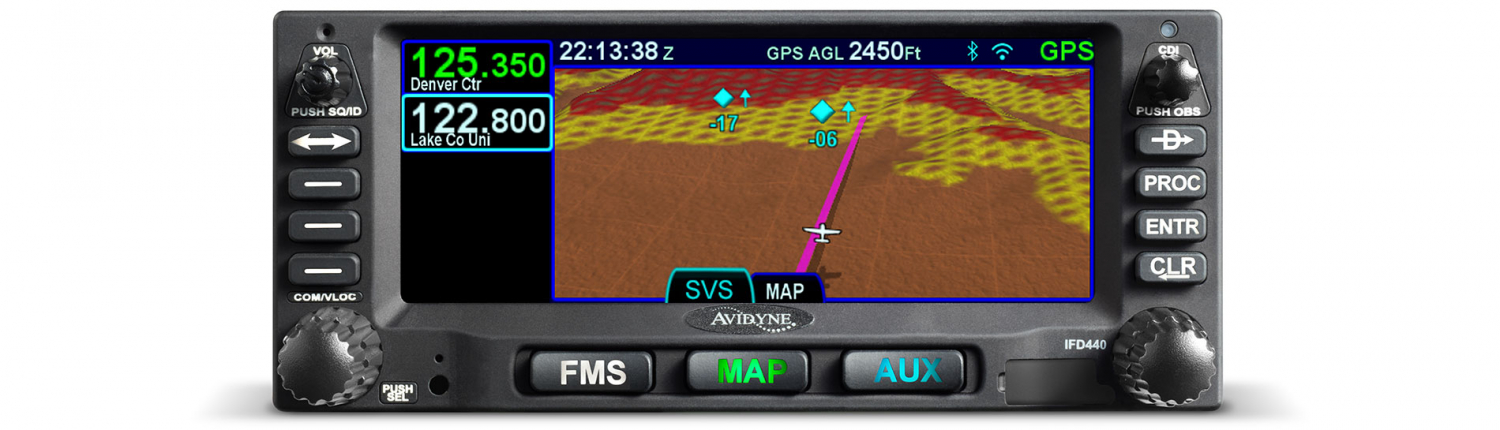 VOL
PUSH SQ/ID
COM/VLOC
PUSH
SEL
125.350
Denver Ctr
122.800
Lake Co Uni
22:13:38 Z
GPS AGL 2450Ft
GPS
-17
-06
SVS
MAP
AVIDYNE
FMS
MAP
AUX
IFD440
CDI
PUSH OBS
D
PROC
ENTR
CLR